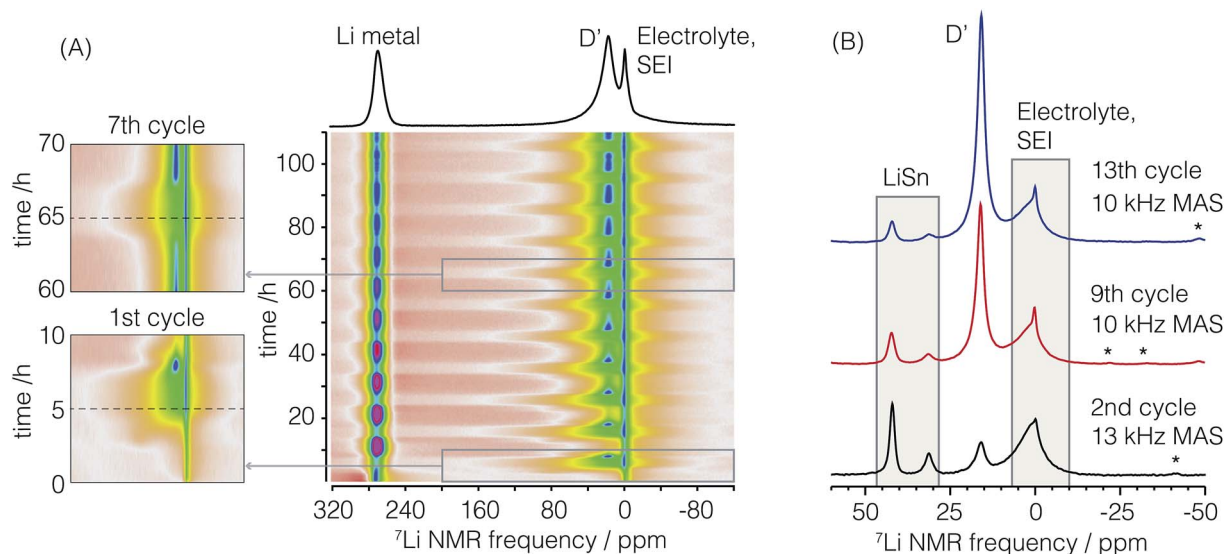 (A)
Li metal
D'
Electrolyte,
SEI
7th cycle
70
65
60
time /h
1st cycle
10
5
0
time /h
100
80
60
40
20
time /h
320 240 160 80 0 -80
⁷Li NMR frequency / ppm
(B)
D'
Electrolyte,
SEI
LiSn
13th cycle
10 kHz MAS
*
9th cycle
10 kHz MAS
* *
2nd cycle
13 kHz MAS
*
60 50 25 0 -25 -50
⁷Li NMR frequency / ppm